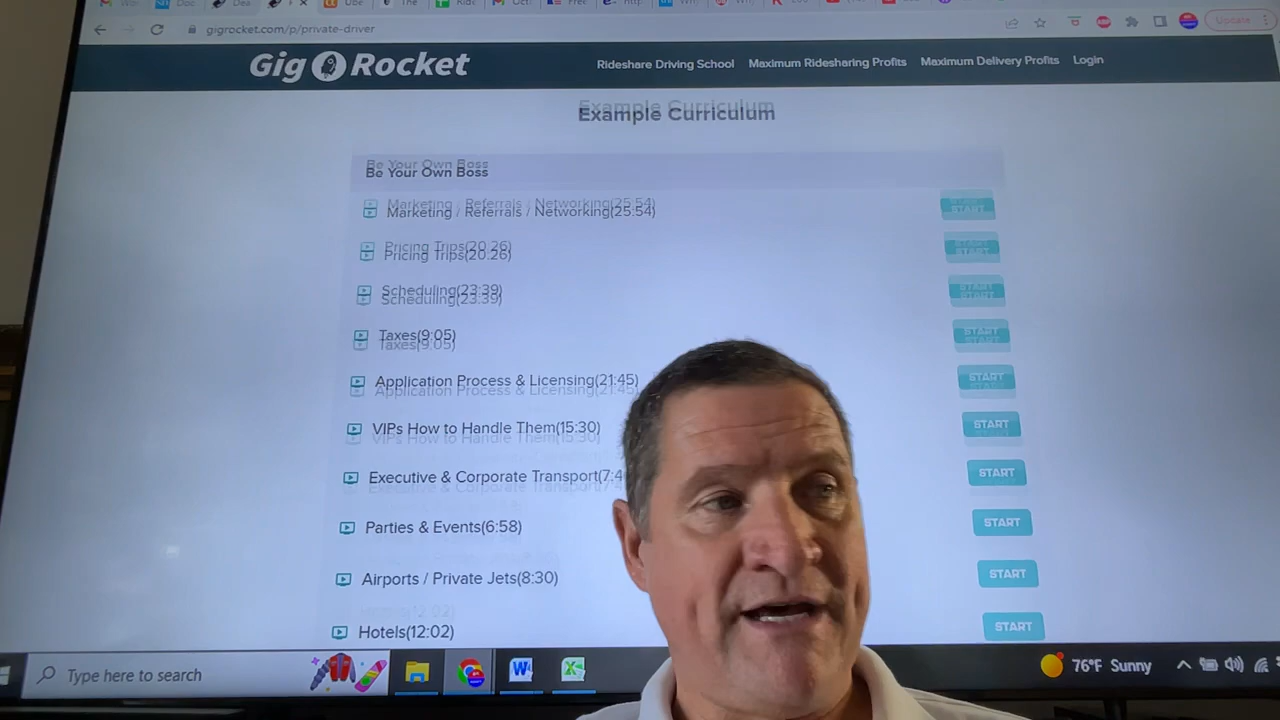 gigrocket.com/p/private-driver
Update
Gig Rocket
Rideshare Driving School
Maximum Ridesharing Profits
Maximum Delivery Profits
Login
Example Curriculum
Be Your Own Boss
Marketing / Referrals / Networking(25:54)
START
Pricing Trips(20:26)
START
Scheduling(23:39)
START
Taxes(9:05)
START
Application Process & Licensing(21:45)
START
VIPs How to Handle Them(15:30)
START
Executive & Corporate Transport(7:4
START
Parties & Events(6:58)
START
Airports / Private Jets(8:30)
START
Hotels(12:02)
START
Type here to search
76°F Sunny